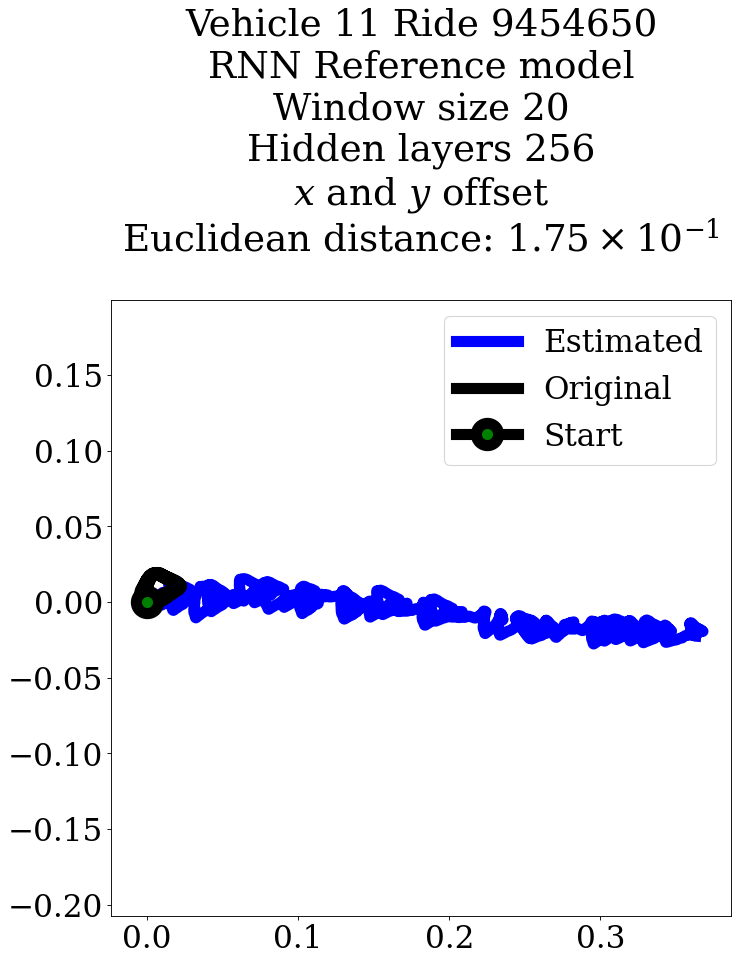 Vehicle 11 Ride 9454650
RNN Reference model
Window size 20
Hidden layers 256
x and y offset
Euclidean distance: 1.75 × 10⁻¹
Estimated
Original
Start
0.15
0.10
0.05
0.00
−0.05
−0.10
−0.15
−0.20
0.0 0.1 0.2 0.3